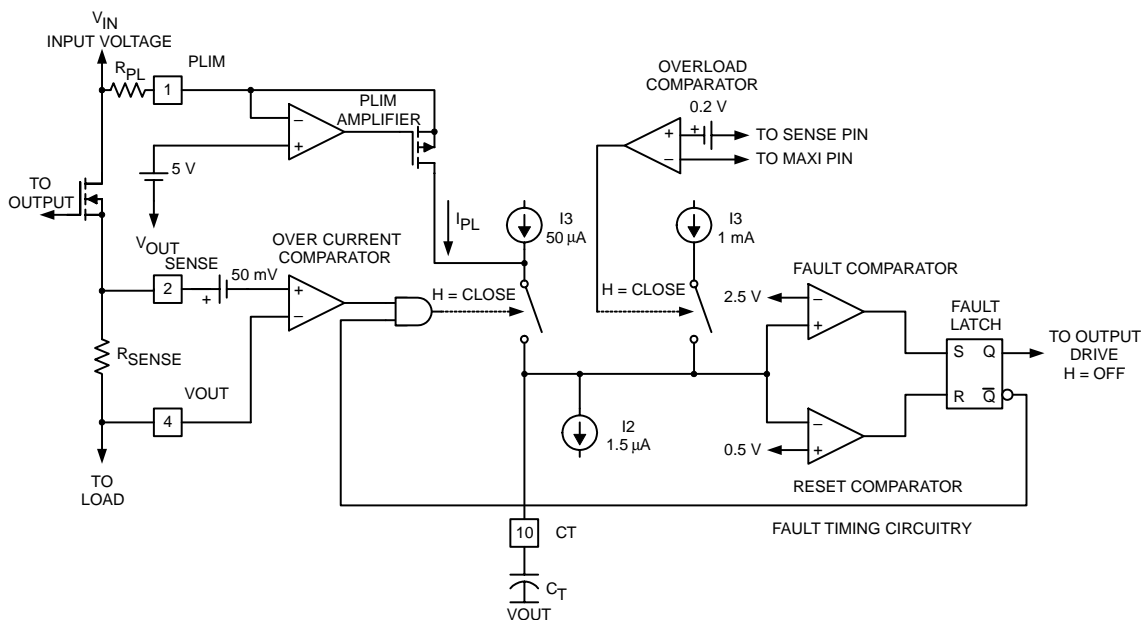 V_IN
INPUT VOLTAGE
R_PL
PLIM
1
PLIM
AMPLIFIER
−
+
5 V
TO
OUTPUT
V_OUT
I_PL
OVERLOAD
COMPARATOR
0.2 V
+
+
−
TO SENSE PIN
TO MAXI PIN
I3
50 μA
I3
1 mA
SENSE
2
+
50 mV
OVER CURRENT
COMPARATOR
+
−
H = CLOSE
H = CLOSE
R_SENSE
VOUT
4
TO
LOAD
I2
1.5 μA
FAULT COMPARATOR
2.5 V
−
+
FAULT
LATCH
S Q
R Q̅
TO OUTPUT
DRIVE
H = OFF
−
+
0.5 V
RESET COMPARATOR
FAULT TIMING CIRCUITRY
10
CT
C_T
VOUT